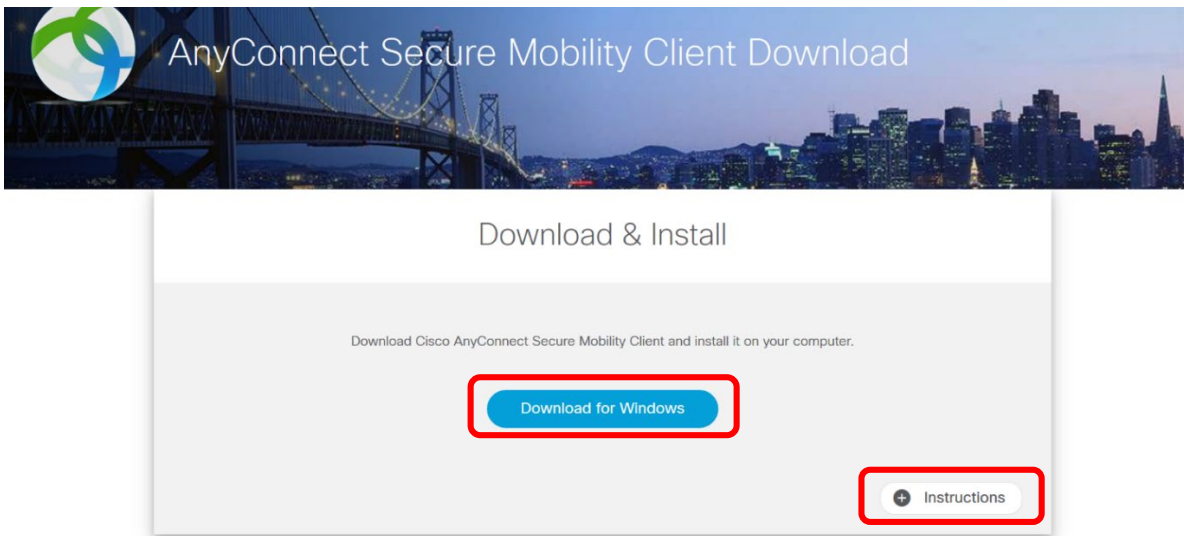 AnyConnect Secure Mobility Client Download
Download & Install
Download Cisco AnyConnect Secure Mobility Client and install it on your computer.
Download for Windows
Instructions